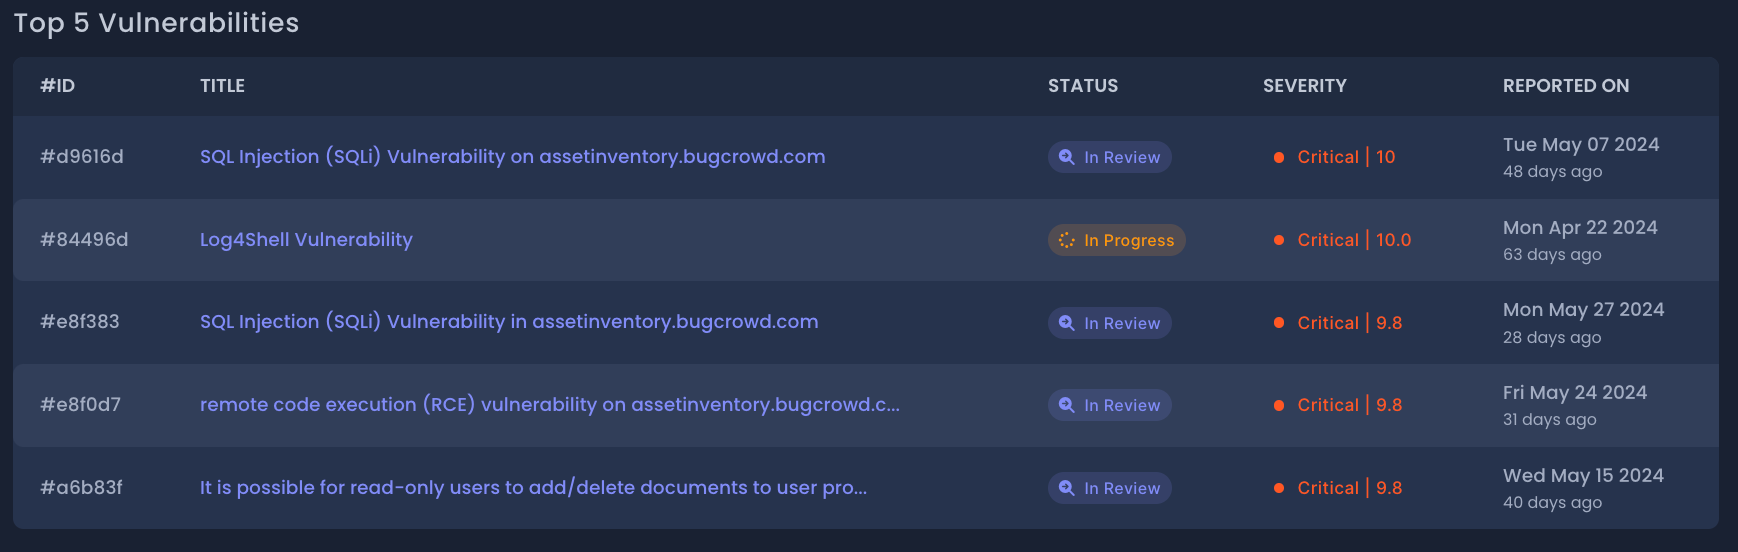 Top 5 Vulnerabilities
#ID TITLE STATUS SEVERITY REPORTED ON
#d9616d SQL Injection (SQLi) Vulnerability on assetinventory.bugcrowd.com In Review Critical | 10 Tue May 07 2024
48 days ago
#84496d Log4Shell Vulnerability In Progress Critical | 10.0 Mon Apr 22 2024
63 days ago
#e8f383 SQL Injection (SQLi) Vulnerability in assetinventory.bugcrowd.com In Review Critical | 9.8 Mon May 27 2024
28 days ago
#e8f0d7 remote code execution (RCE) vulnerability on assetinventory.bugcrowd.c... In Review Critical | 9.8 Fri May 24 2024
31 days ago
#a6b83f It is possible for read-only users to add/delete documents to user pro... In Review Critical | 9.8 Wed May 15 2024
40 days ago